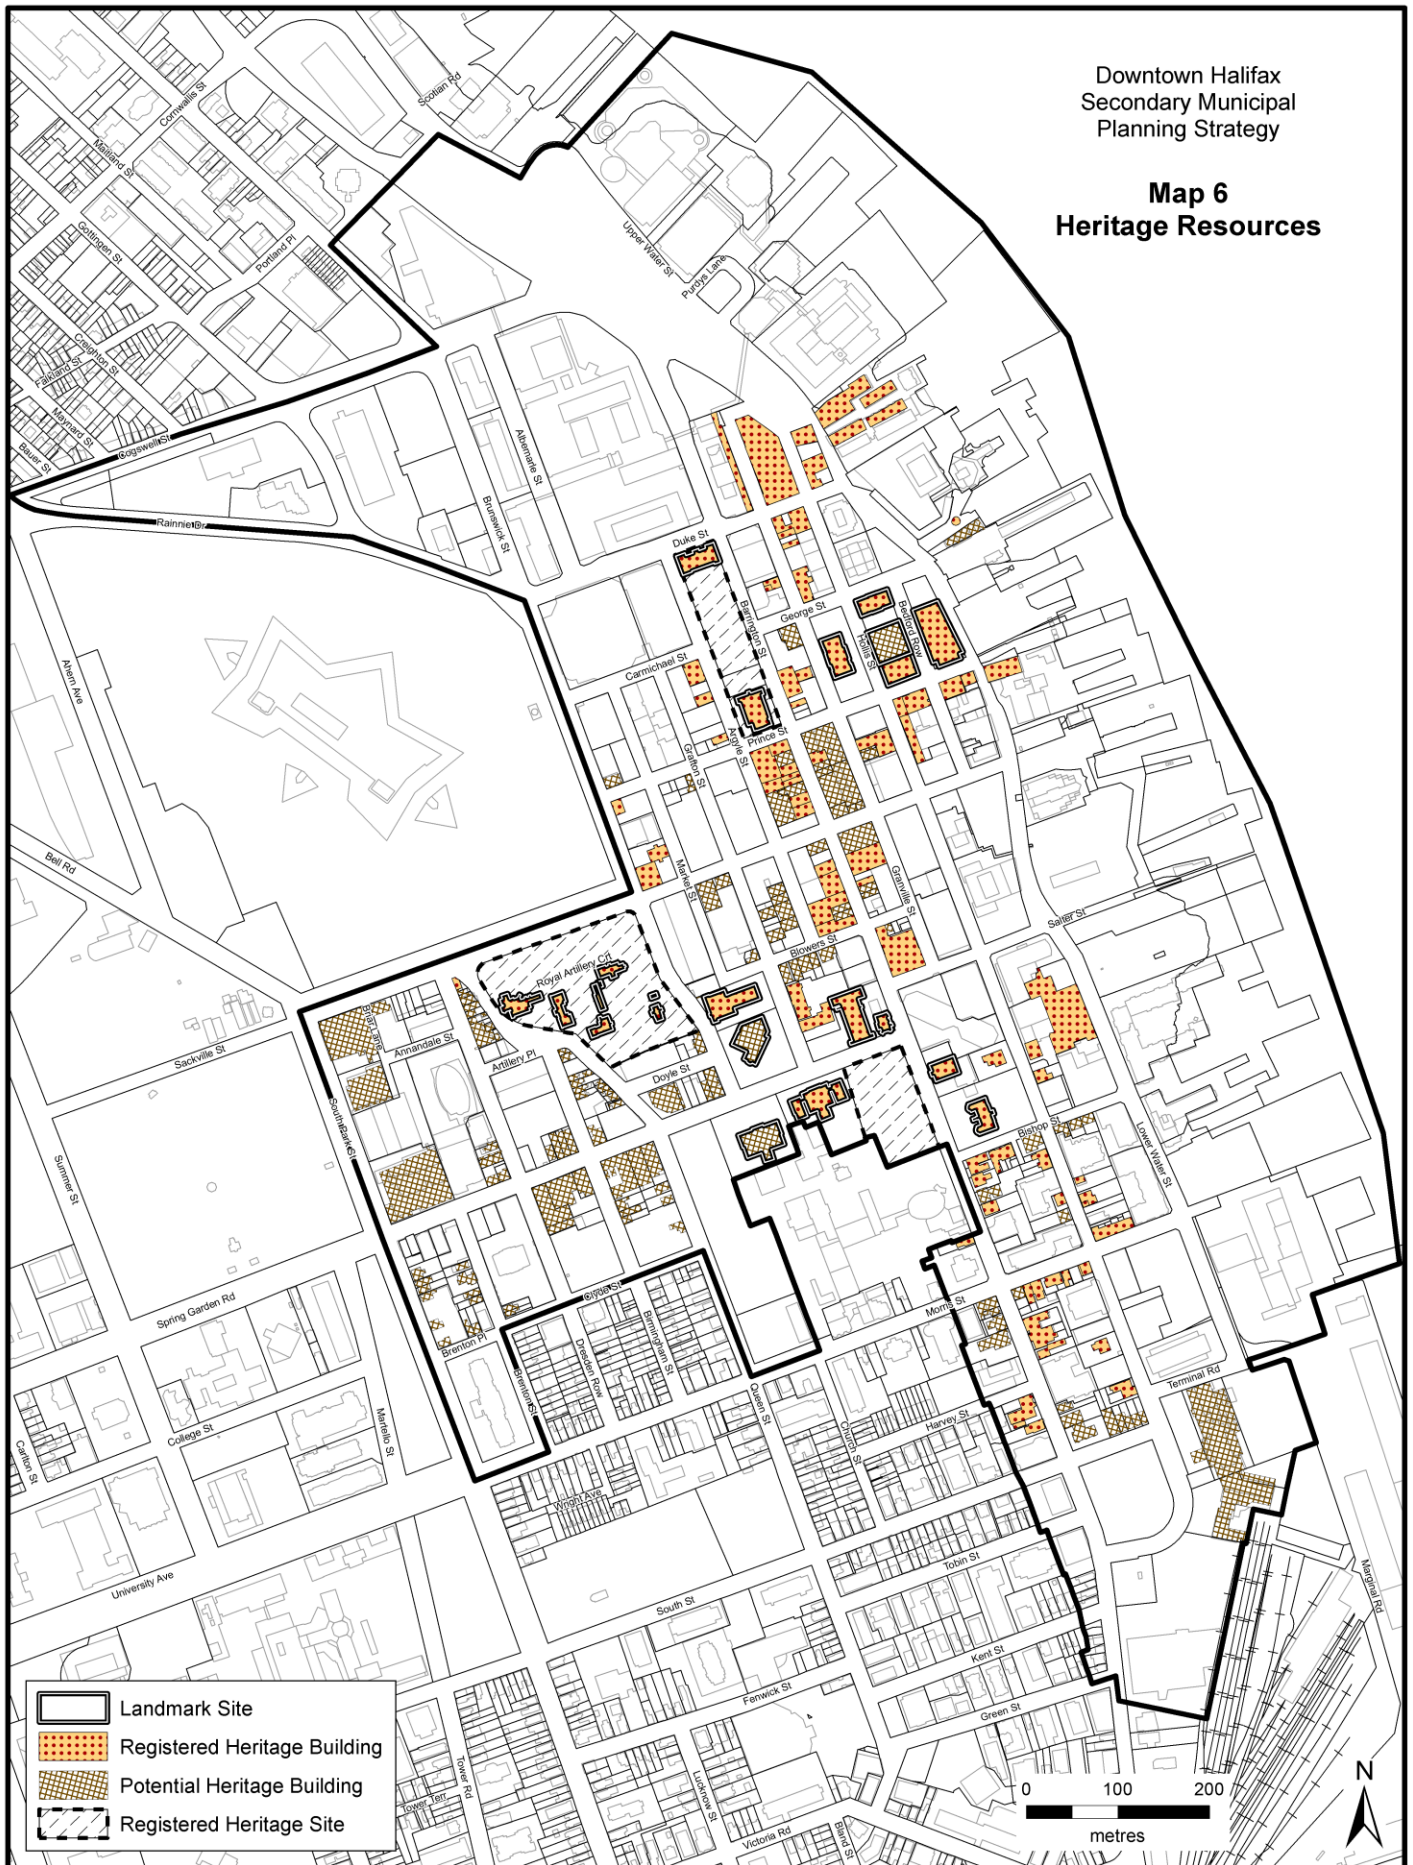 Downtown Halifax
Secondary Municipal
Planning Strategy
Map 6
Heritage Resources
Scotian Rd
Cornwallis St
Maitland St
Gottingen St
Portland Pl
Creighton St
Falkland St
Maynard St
Bauer St
Cogswell St
Rainnie Dr
Upper Water St
Purdys Lane
Albemarle St
Brunswick St
Duke St
Barrington St
George St
Bedford Row
Hollis St
Carmichael St
Argyle St
Prince St
Grafton St
Ahern Ave
Bell Rd
Market St
Granville St
Salter St
Blowers St
Royal Artillery Crt
Briar Lane
Annandale St
Artillery Pl
Doyle St
Sackville St
South Park St
Summer St
Bishop St
Lower Water St
Spring Garden Rd
Clyde St
Morris St
Brenton Pl
Brenton St
Dresden Row
Birmingham St
Terminal Rd
Queen St
Church St
Harvey St
College St
Martello St
Carlton St
Wright Ave
Tobin St
University Ave
South St
Marginal Rd
Kent St
Fenwick St
Green St
Tower Rd
Tower Terr
Lucknow St
Victoria Rd
Bland St
Landmark Site
Registered Heritage Building
Potential Heritage Building
Registered Heritage Site
0 100 200
metres
N